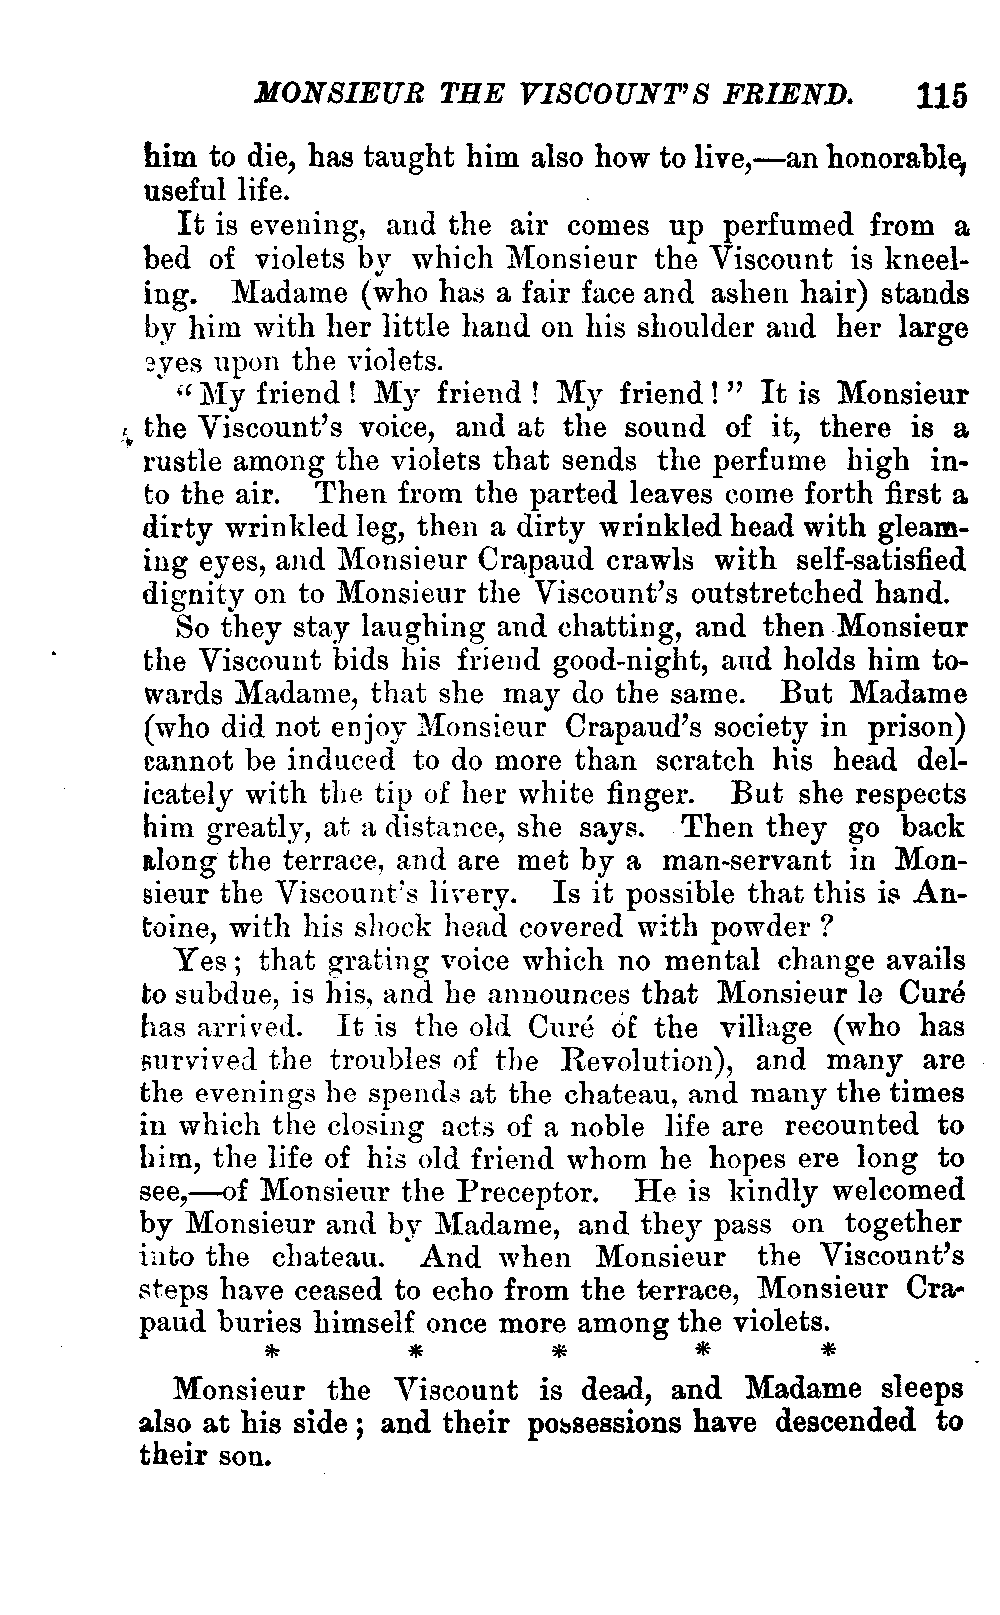 MONSIEUR THE VISCOUNT'S FRIEND. 115
him to die, has taught him also how to live,—an honorable,
useful life.
It is evening, and the air comes up perfumed from a
bed of violets by which Monsieur the Viscount is kneel-
ing. Madame (who has a fair face and ashen hair) stands
by him with her little hand on his shoulder and her large
eyes upon the violets.
"My friend! My friend! My friend!" It is Monsieur
the Viscount's voice, and at the sound of it, there is a
rustle among the violets that sends the perfume high in-
to the air. Then from the parted leaves come forth first a
dirty wrinkled leg, then a dirty wrinkled head with gleam-
ing eyes, and Monsieur Crapaud crawls with self-satisfied
dignity on to Monsieur the Viscount's outstretched hand.
So they stay laughing and chatting, and then Monsieur
the Viscount bids his friend good-night, and holds him to-
wards Madame, that she may do the same. But Madame
(who did not enjoy Monsieur Crapaud's society in prison)
cannot be induced to do more than scratch his head del-
icately with the tip of her white finger. But she respects
him greatly, at a distance, she says. Then they go back
along the terrace, and are met by a man-servant in Mon-
sieur the Viscount's livery. Is it possible that this is An-
toine, with his shock head covered with powder?
Yes; that grating voice which no mental change avails
to subdue, is his, and he announces that Monsieur le Curé
has arrived. It is the old Curé of the village (who has
survived the troubles of the Revolution), and many are
the evenings he spends at the chateau, and many the times
in which the closing acts of a noble life are recounted to
him, the life of his old friend whom he hopes ere long to
see,—of Monsieur the Preceptor. He is kindly welcomed
by Monsieur and by Madame, and they pass on together
into the chateau. And when Monsieur the Viscount's
steps have ceased to echo from the terrace, Monsieur Cra-
paud buries himself once more among the violets.
* * * * *
Monsieur the Viscount is dead, and Madame sleeps
also at his side; and their possessions have descended to
their son.